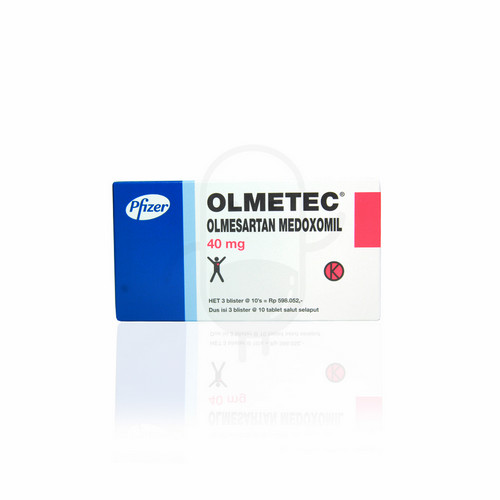 Pfizer
OLMETEC®
OLMESARTAN MEDOXOMIL
40 mg
K
HET 3 blister @ 10's = Rp 598.052,-
Dus isi 3 blister @ 10 tablet salut selaput